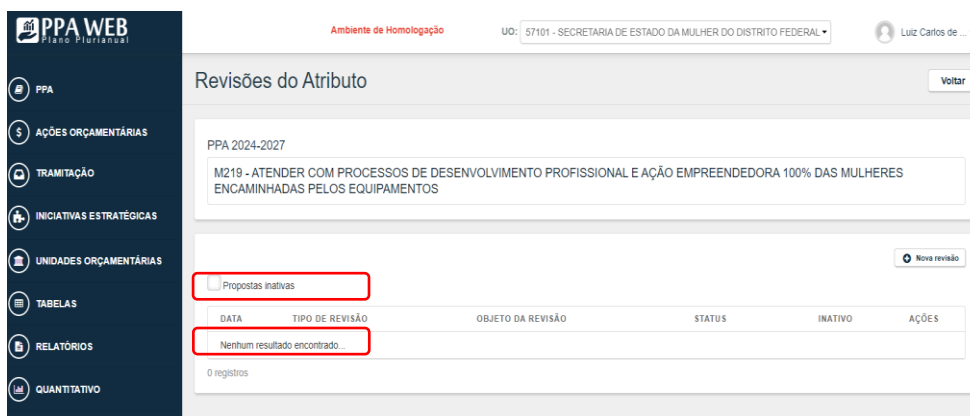 PPA WEB
Plano Plurianual
Ambiente de Homologação
UO: 57101 - SECRETARIA DE ESTADO DA MULHER DO DISTRITO FEDERAL
Luiz Carlos de ...
PPA
AÇÕES ORÇAMENTÁRIAS
TRAMITAÇÃO
INICIATIVAS ESTRATÉGICAS
UNIDADES ORÇAMENTÁRIAS
TABELAS
RELATÓRIOS
QUANTITATIVO
Revisões do Atributo
Voltar
PPA 2024-2027
M219 - ATENDER COM PROCESSOS DE DESENVOLVIMENTO PROFISSIONAL E AÇÃO EMPREENDEDORA 100% DAS MULHERES
ENCAMINHADAS PELOS EQUIPAMENTOS
Nova revisão
Propostas inativas
DATA TIPO DE REVISÃO OBJETO DA REVISÃO STATUS INATIVO AÇÕES
Nenhum resultado encontrado...
0 registros